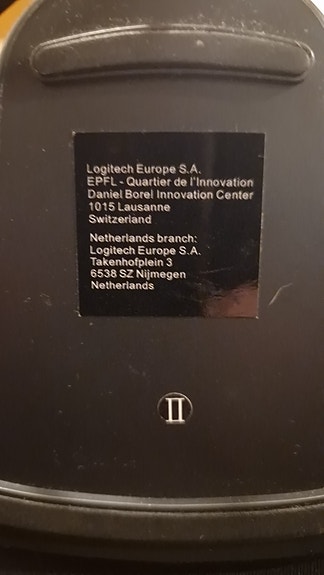 Logitech Europe S.A.
EPFL - Quartier de l'Innovation
Daniel Borel Innovation Center
1015 Lausanne
Switzerland
Netherlands branch:
Logitech Europe S.A.
Takenhofplein 3
6538 SZ Nijmegen
Netherlands
II